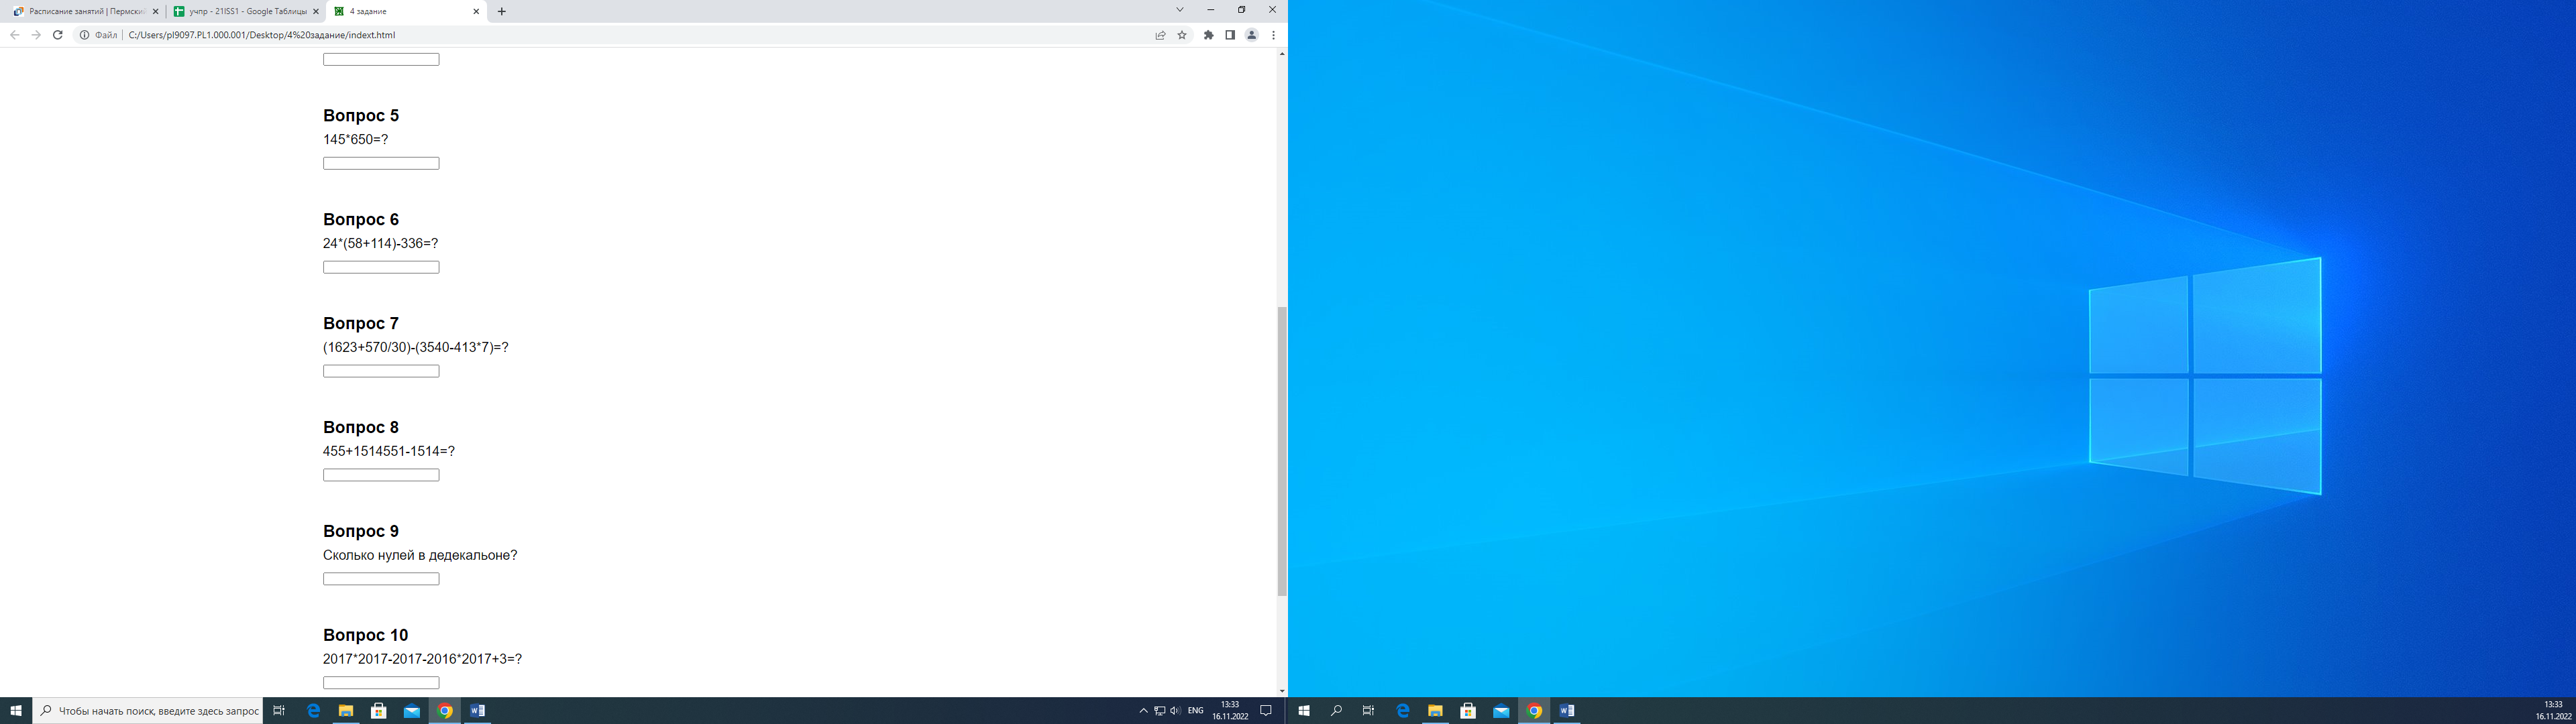 Расписание занятий | Пермский
учпр - 21ISS1 - Google Таблицы
4 задание
Файл
C:/Users/pl9097.PL1.000.001/Desktop/4%20задание/indext.html
Вопрос 5
145*650=?
Вопрос 6
24*(58+114)-336=?
Вопрос 7
(1623+570/30)-(3540-413*7)=?
Вопрос 8
455+1514551-1514=?
Вопрос 9
Сколько нулей в дедекальоне?
Вопрос 10
2017*2017-2017-2016*2017+3=?
Чтобы начать поиск, введите здесь запрос
ENG
13:33
16.11.2022
13:33
16.11.2022